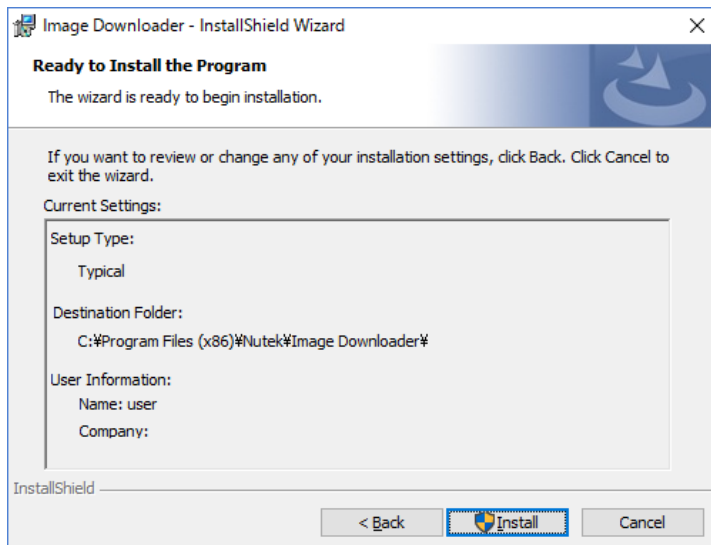 Image Downloader - InstallShield Wizard
Ready to Install the Program
The wizard is ready to begin installation.
If you want to review or change any of your installation settings, click Back. Click Cancel to
exit the wizard.
Current Settings:
Setup Type:
Typical
Destination Folder:
C:¥Program Files (x86)¥Nutek¥Image Downloader¥
User Information:
Name: user
Company:
InstallShield
< Back
Install
Cancel